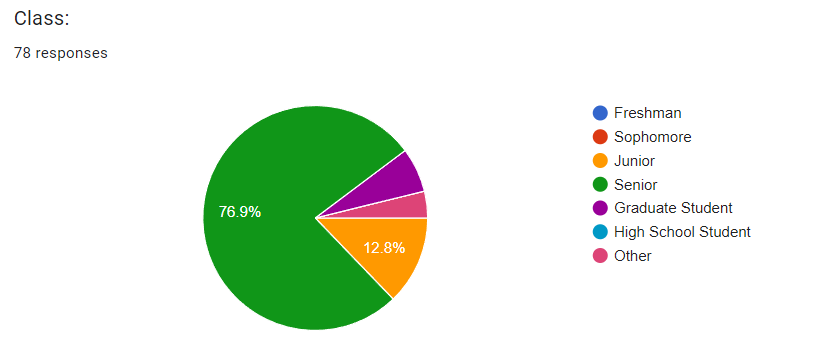 Class:
78 responses
76.9%
12.8%
Freshman
Sophomore
Junior
Senior
Graduate Student
High School Student
Other